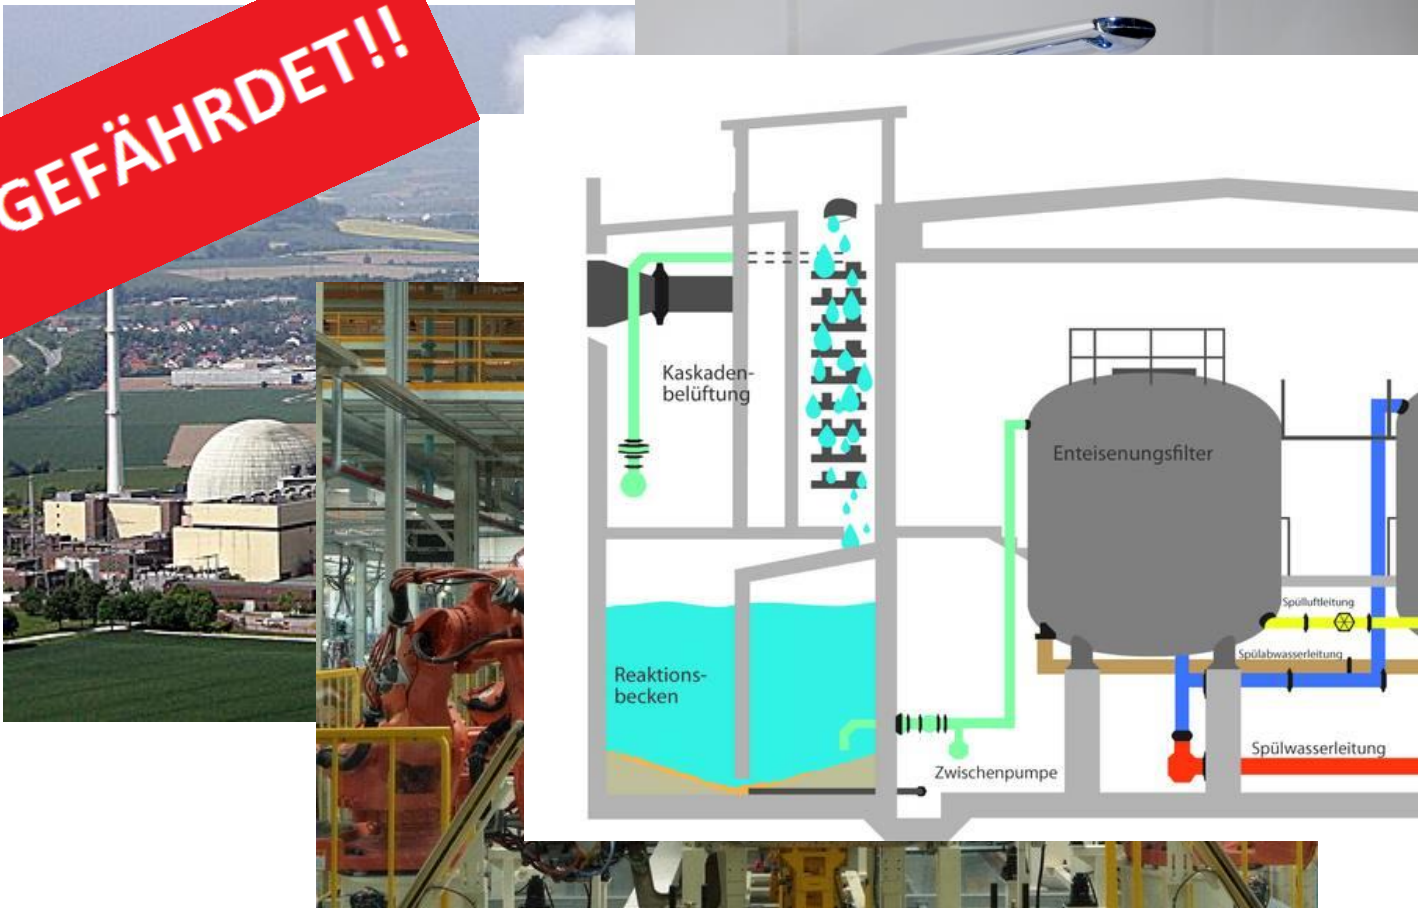 GEFÄHRDET!!
Kaskaden-
belüftung
Enteisenungsfilter
Spülluftleitung
Spülabwasserleitung
Reaktions-
becken
Spülwasserleitung
Zwischenpumpe